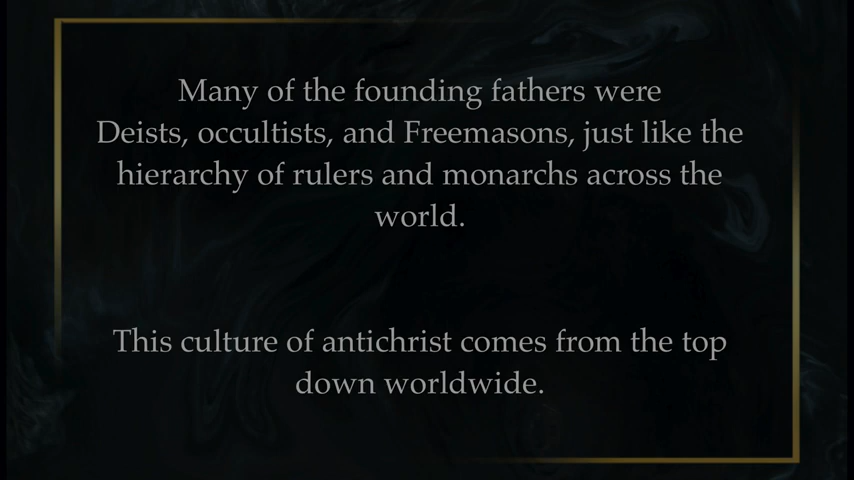 Many of the founding fathers were
Deists, occultists, and Freemasons, just like the
hierarchy of rulers and monarchs across the
world.
This culture of antichrist comes from the top
down worldwide.